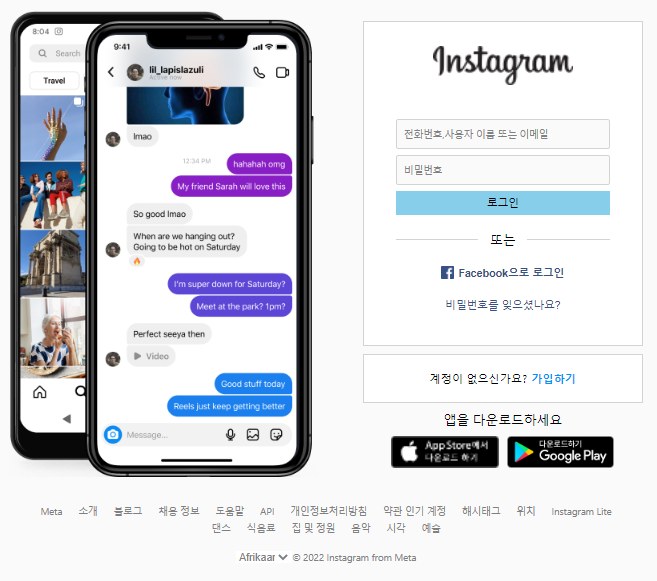 8:04
Search
Travel
9:41
lil_lapislazuli
Active now
lmao
12:34 PM
hahahah omg
My friend Sarah will love this
So good lmao
When are we hanging out?
Going to be hot on Saturday
I'm super down for Saturday?
Meet at the park? 1pm?
Perfect seeya then
Video
Good stuff today
Reels just keep getting better
Message...
Instagram
전화번호,사용자 이름 또는 이메일
비밀번호
로그인
또는
Facebook으로 로그인
비밀번호를 잊으셨나요?
계정이 없으신가요? 가입하기
앱을 다운로드하세요
App Store에서
다운로드 하기
다운로드하기
Google Play
Meta 소개 블로그 채용 정보 도움말 API 개인정보처리방침 약관 인기 계정 해시태그 위치 Instagram Lite
댄스 식음료 집 및 정원 음악 시각 예술
Afrikaar © 2022 Instagram from Meta